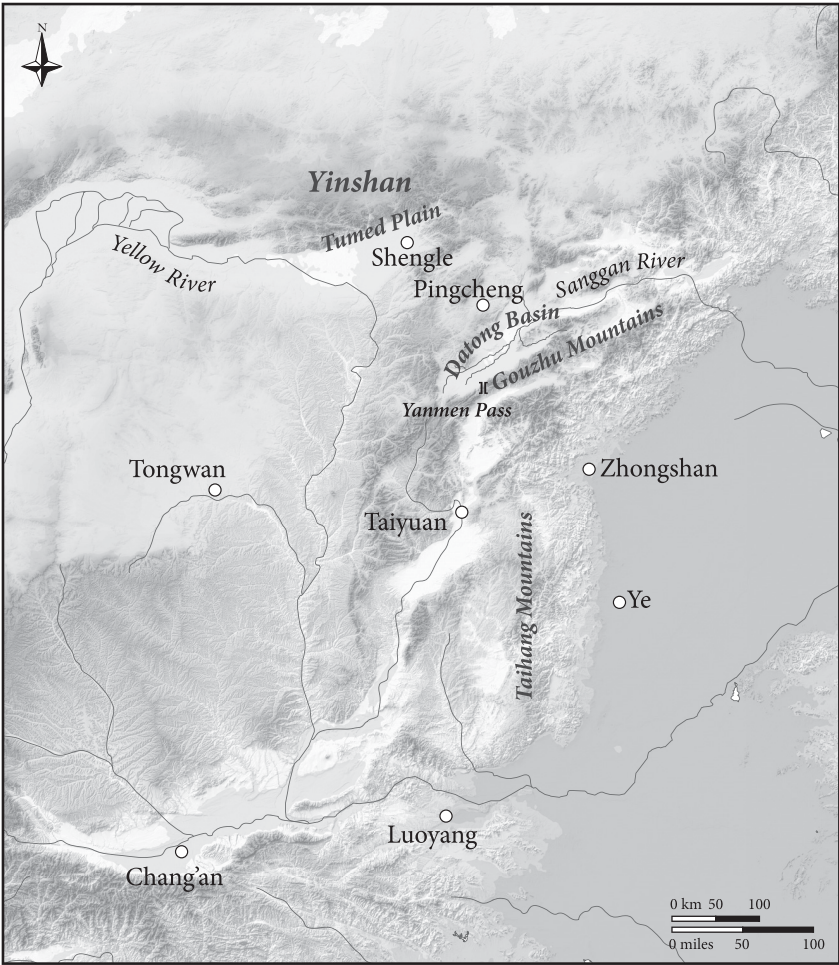 N
Yinshan
Tumed Plain
Shengle
Yellow River
Pingcheng
Sanggan River
Datong Basin
Gouzhu Mountains
Yanmen Pass
Tongwan
Zhongshan
Taiyuan
Taihang Mountains
Ye
Luoyang
Chang'an
0 km 50 100
0 miles 50 100